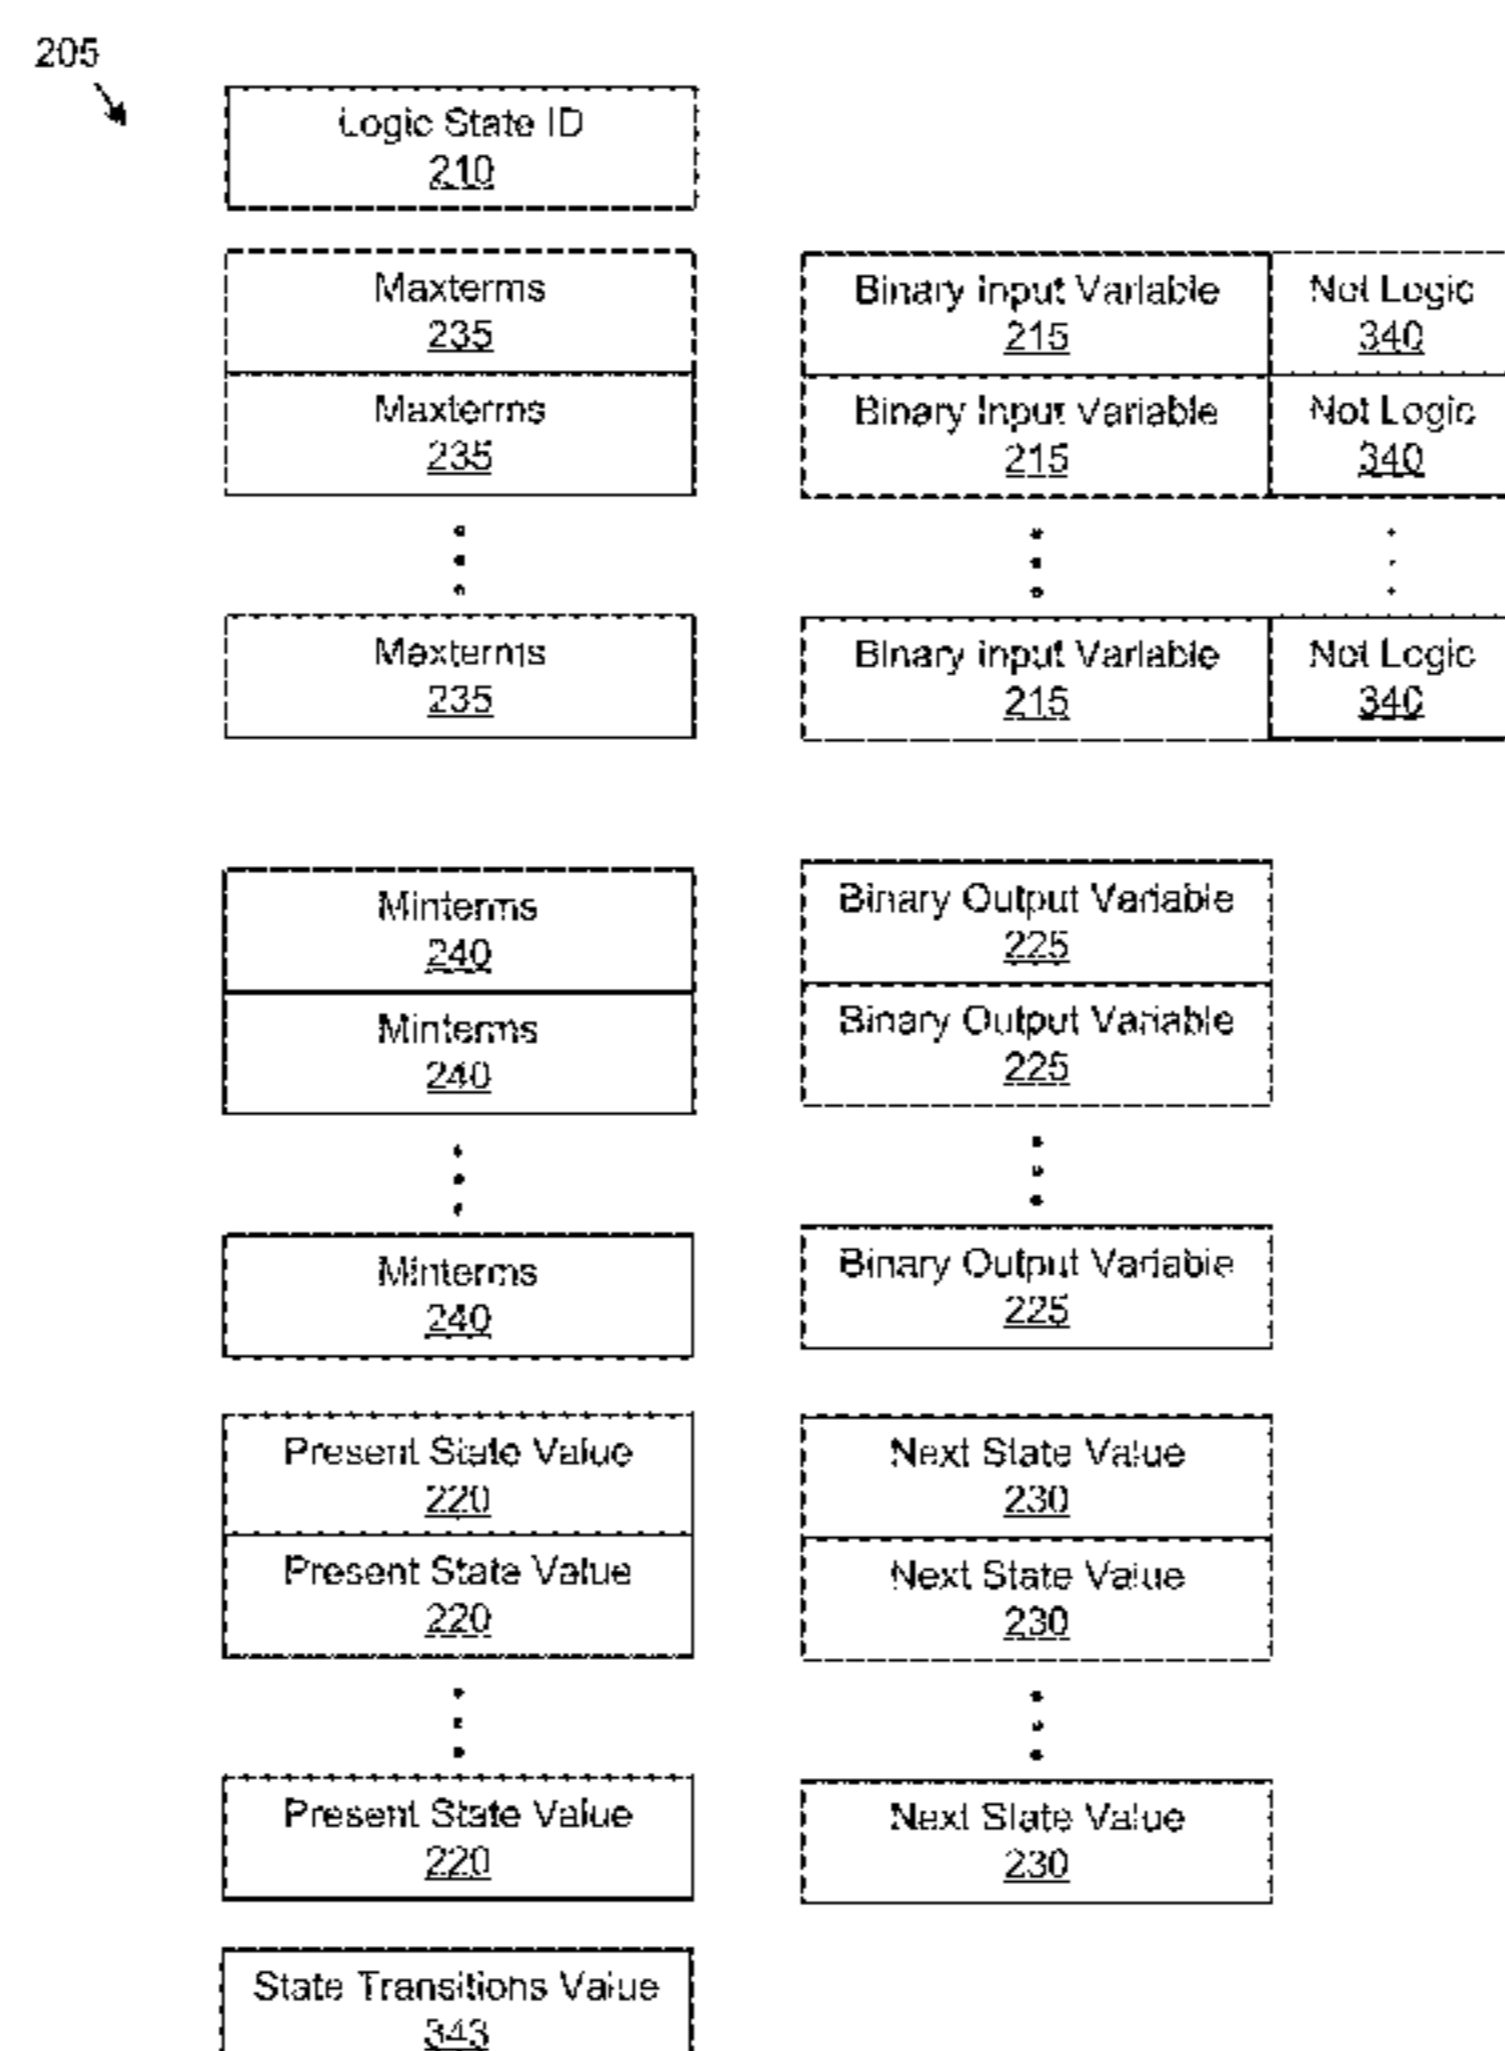 205
Logic State ID
210
Maxterms
235
Binary Input Variable
215
Not Logic
340
Maxterms
235
Binary Input Variable
215
Not Logic
340
Maxterms
235
Binary Input Variable
215
Not Logic
340
Minterms
240
Binary Output Variable
225
Minterms
240
Binary Output Variable
225
Minterms
240
Binary Output Variable
225
Present State Value
220
Next State Value
230
Present State Value
220
Next State Value
230
Present State Value
220
Next State Value
230
State Transitions Value
343